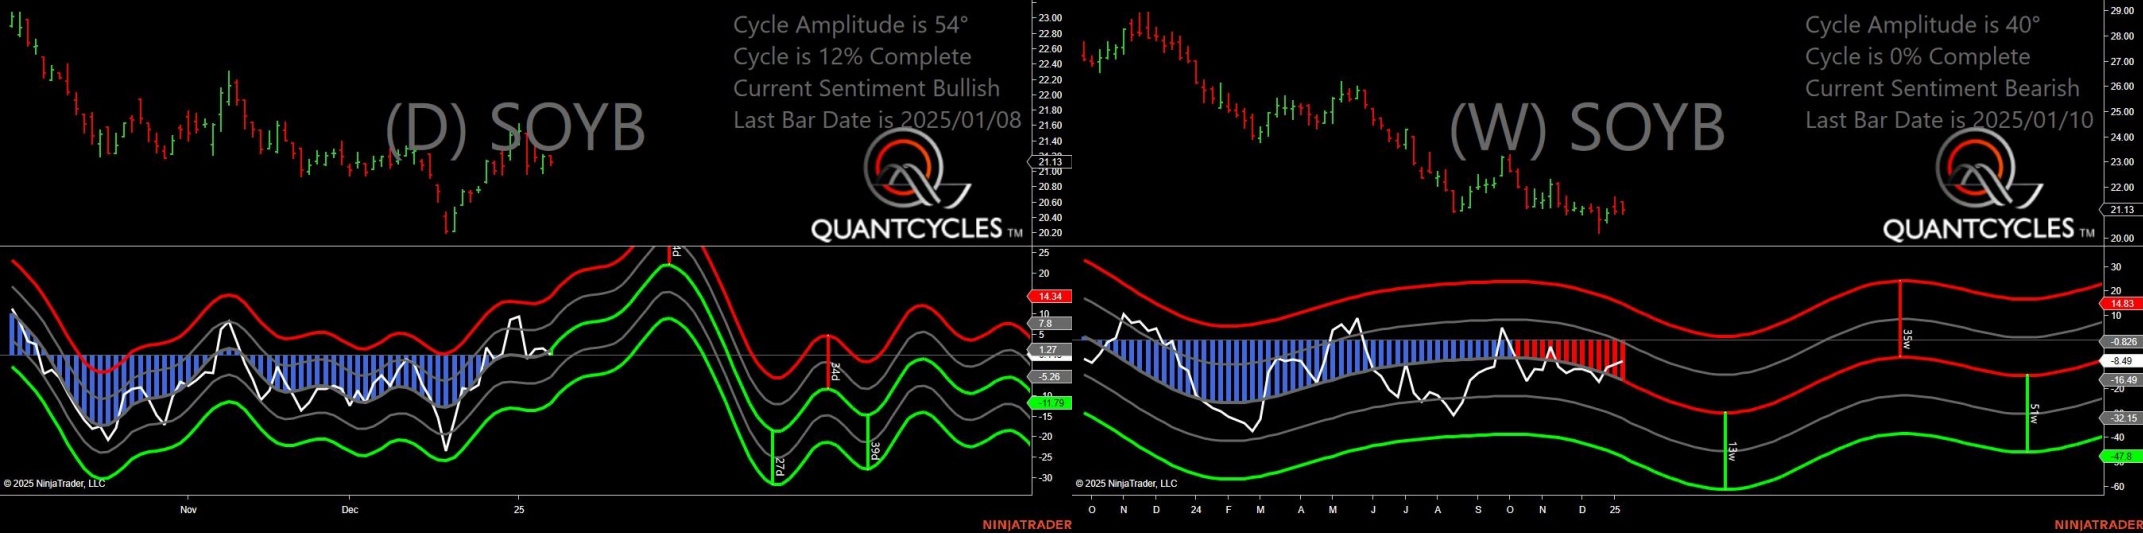 Cycle Amplitude is 54°
Cycle is 12% Complete
Current Sentiment Bullish
Last Bar Date is 2025/01/08
(D) SOYB
QUANTCYCLES TM
23.00
22.80
22.60
22.40
22.20
22.00
21.80
21.60
21.40
21.13
21.00
20.80
20.60
20.40
20.20
25
20
14.34
10
7.8
5
1.27
-5.26
-11.79
-15
-20
-25
-30
27d
34d
39d
© 2025 NinjaTrader, LLC
Nov
Dec
25
NINJATRADER
Cycle Amplitude is 40°
Cycle is 0% Complete
Current Sentiment Bearish
Last Bar Date is 2025/01/10
(W) SOYB
QUANTCYCLES TM
29.00
28.00
27.00
26.00
25.00
24.00
23.00
22.00
21.13
20.00
30
20
14.83
10
-0.826
-8.49
-16.49
-20
-32.15
-40
-47.8
-60
13w
35w
51w
© 2025 NinjaTrader, LLC
O N D 24 F M A M J J A S O N D 25
NINJATRADER